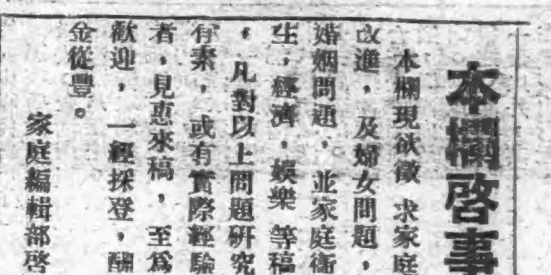 本欄啓事
本欄現欲徵求家庭
改進，及婦女問題，
婚姻問題，並家庭衛
生，經濟，娛樂等稿
，凡對以上問題研究
有素，或有實際經驗
者，見惠來稿，至爲
歡迎，一經採登，酬
金從豐。
家庭編輯部啓